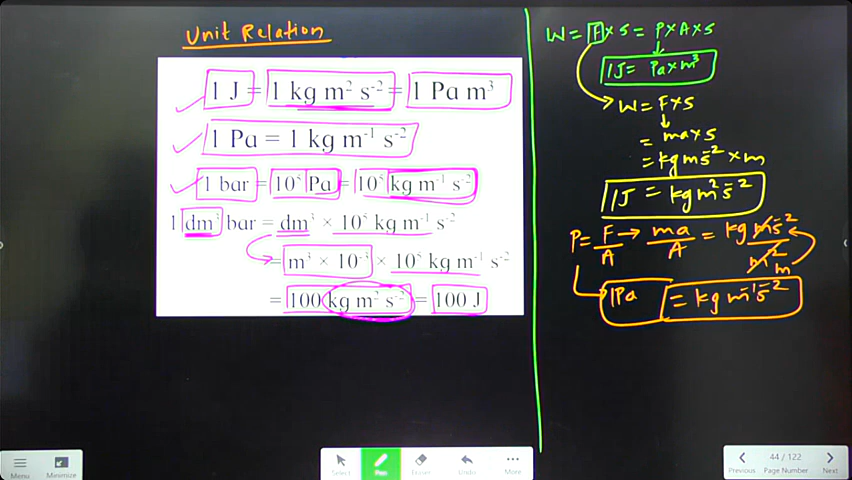 Unit Relation
1 J = 1 kg m² s⁻² = 1 Pa m³
1 Pa = 1 kg m⁻¹ s⁻²
1 bar = 10⁵ Pa = 10⁵ kg m⁻¹ s⁻²
1 dm³ bar = dm³ × 10⁵ kg m⁻¹ s⁻²
= m³ × 10⁻³ × 10⁵ kg m⁻¹ s⁻²
= 100 kg m² s⁻² = 100 J
W = F × S = P × A × S
1J = Pa × m³
W = F × S
= ma × S
= kg m s⁻² × m
1J = kg m² s⁻²
P = F/A → ma/A = kg m s⁻² / m² m
1Pa = kg m⁻¹ s⁻²
Menu
Minimize
Select
Pen
Eraser
Undo
More
44 / 122
Previous
Page Number
Next